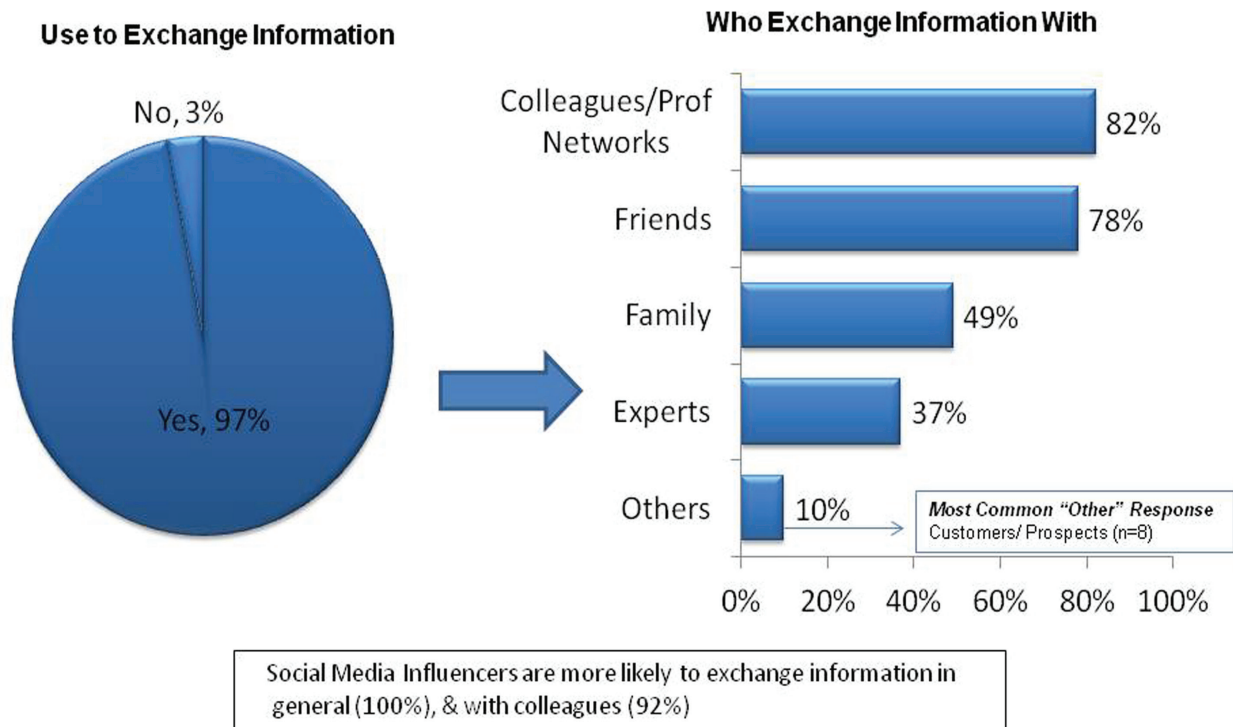 Use to Exchange Information
No, 3%
Yes, 97%
Who Exchange Information With
Colleagues/Prof
Networks
82%
Friends
78%
Family
49%
Experts
37%
Others
10%
Most Common “Other” Response
Customers/ Prospects (n=8)
0% 20% 40% 60% 80% 100%
Social Media Influencers are more likely to exchange information in
general (100%), & with colleagues (92%)